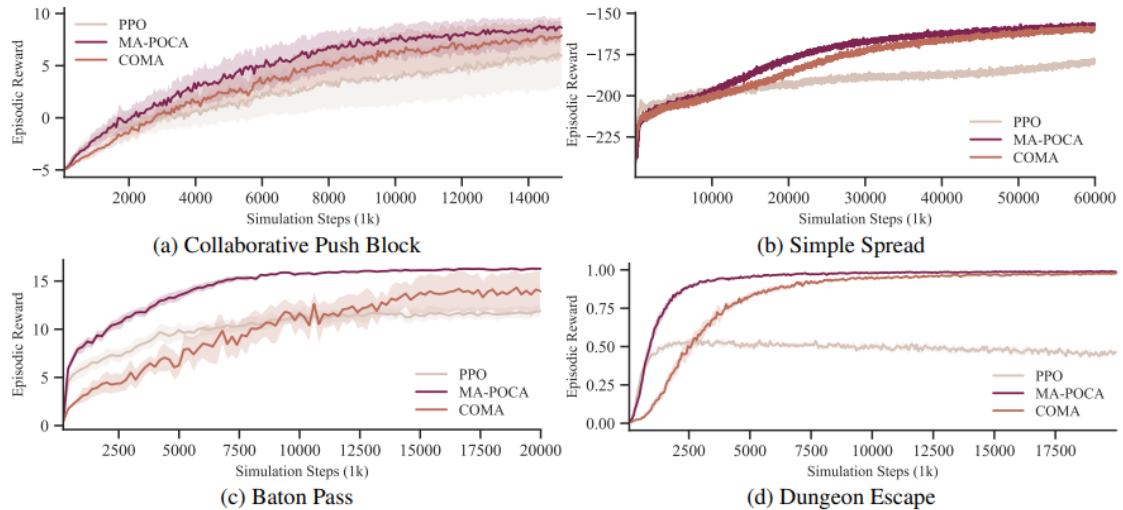 10
5
0
−5
Episodic Reward
PPO
MA-POCA
COMA
2000 4000 6000 8000 10000 12000 14000
Simulation Steps (1k)
(a) Collaborative Push Block
−150
−175
−200
−225
Episodic Reward
PPO
MA-POCA
COMA
10000 20000 30000 40000 50000 60000
Simulation Steps (1k)
(b) Simple Spread
15
10
5
0
Episodic Reward
PPO
MA-POCA
COMA
2500 5000 7500 10000 12500 15000 17500 20000
Simulation Steps (1k)
(c) Baton Pass
1.00
0.75
0.50
0.25
0.00
Episodic Reward
PPO
MA-POCA
COMA
2500 5000 7500 10000 12500 15000 17500
Simulation Steps (1k)
(d) Dungeon Escape